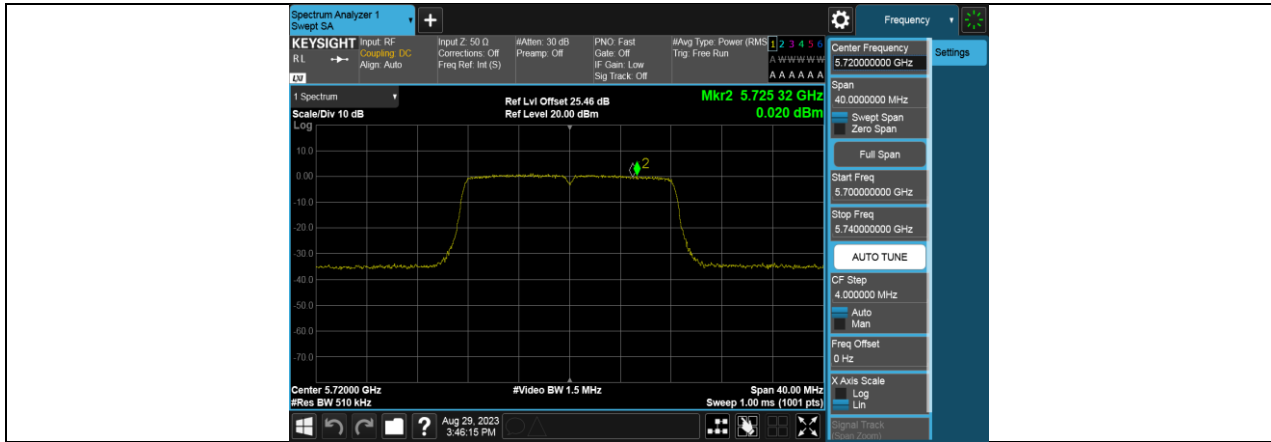 Spectrum Analyzer 1
Swept SA
+
Frequency
KEYSIGHT
RL
LXI
Input: RF
Coupling: DC
Align: Auto
Input Z: 50 Ω
Corrections: Off
Freq Ref: Int (S)
#Atten: 30 dB
Preamp: Off
PNO: Fast
Gate: Off
IF Gain: Low
Sig Track: Off
#Avg Type: Power (RMS
Trig: Free Run
1 2 3 4 5 6
A W W W W W
A A A A A A
1 Spectrum
Scale/Div 10 dB
Ref Lvl Offset 25.46 dB
Ref Level 20.00 dBm
Mkr2 5.725 32 GHz
0.020 dBm
Log
10.0
0.00
-10.0
-20.0
-30.0
-40.0
-50.0
-60.0
-70.0
2
Center 5.72000 GHz
#Res BW 510 kHz
#Video BW 1.5 MHz
Span 40.00 MHz
Sweep 1.00 ms (1001 pts)
?
Aug 29, 2023
3:46:15 PM
Center Frequency
5.720000000 GHz
Settings
Span
40.0000000 MHz
Swept Span
Zero Span
Full Span
Start Freq
5.700000000 GHz
Stop Freq
5.740000000 GHz
AUTO TUNE
CF Step
4.000000 MHz
Auto
Man
Freq Offset
0 Hz
X Axis Scale
Log
Lin
Signal Track
(Span Zoom)